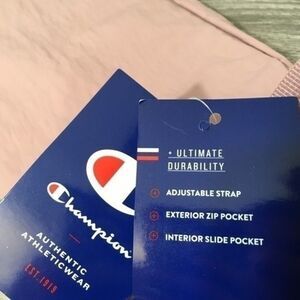 Champion
AUTHENTIC
ATHLETICWEAR
EST. 1919
+ ULTIMATE
DURABILITY
ADJUSTABLE STRAP
EXTERIOR ZIP POCKET
INTERIOR SLIDE POCKET